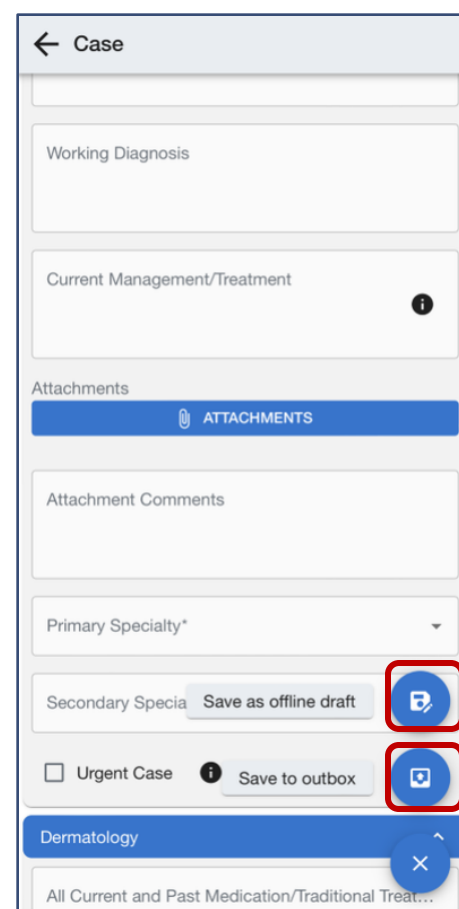 Case
Working Diagnosis
Current Management/Treatment
Attachments
ATTACHMENTS
Attachment Comments
Primary Specialty*
Secondary Specia
Save as offline draft
Urgent Case
Save to outbox
Dermatology
All Current and Past Medication/Traditional Treat...